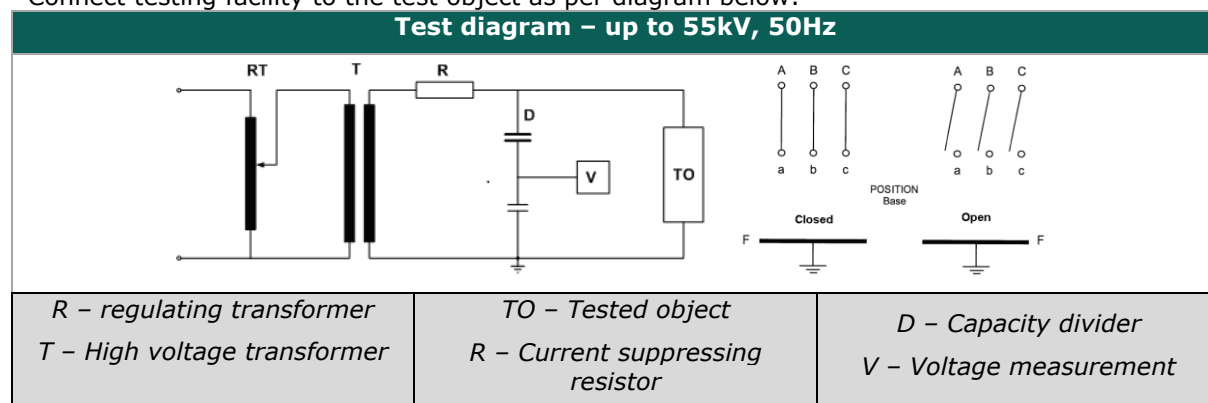 Connect testing facility to the test object as per diagram below:
Test diagram – up to 55kV, 50Hz
RT T R
D
V
TO
A B C
a b c
Closed
F
POSITION
Base
A B C
a b c
Open
F
R – regulating transformer
T – High voltage transformer
TO – Tested object
R – Current suppressing
resistor
D – Capacity divider
V – Voltage measurement